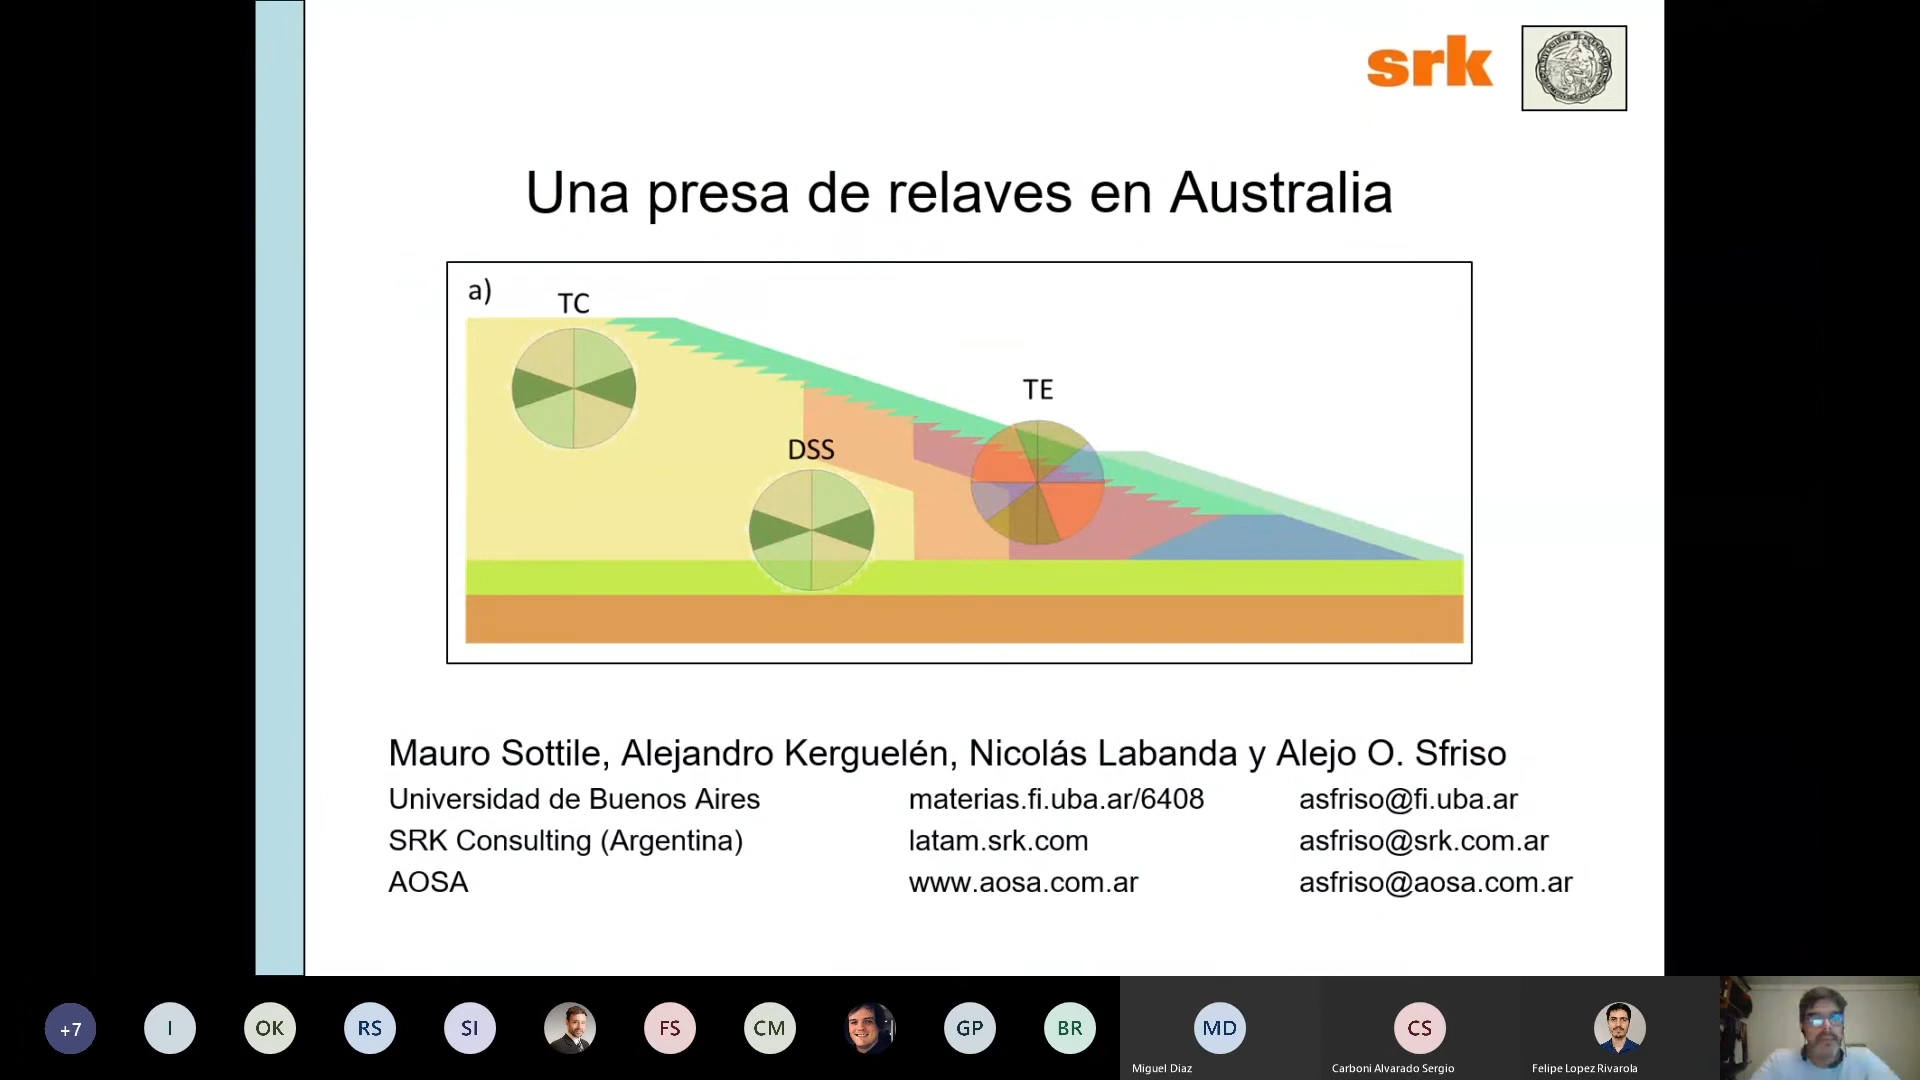 srk
Una presa de relaves en Australia
a)
TC
TE
DSS
Mauro Sottile, Alejandro Kerguelén, Nicolás Labanda y Alejo O. Sfriso
Universidad de Buenos Aires materias.fi.uba.ar/6408 asfriso@fi.uba.ar
SRK Consulting (Argentina) latam.srk.com asfriso@srk.com.ar
AOSA www.aosa.com.ar asfriso@aosa.com.ar
+7 I OK RS SI FS CM GP BR MD CS
Miguel Diaz Carboni Alvarado Sergio Felipe Lopez Rivarola